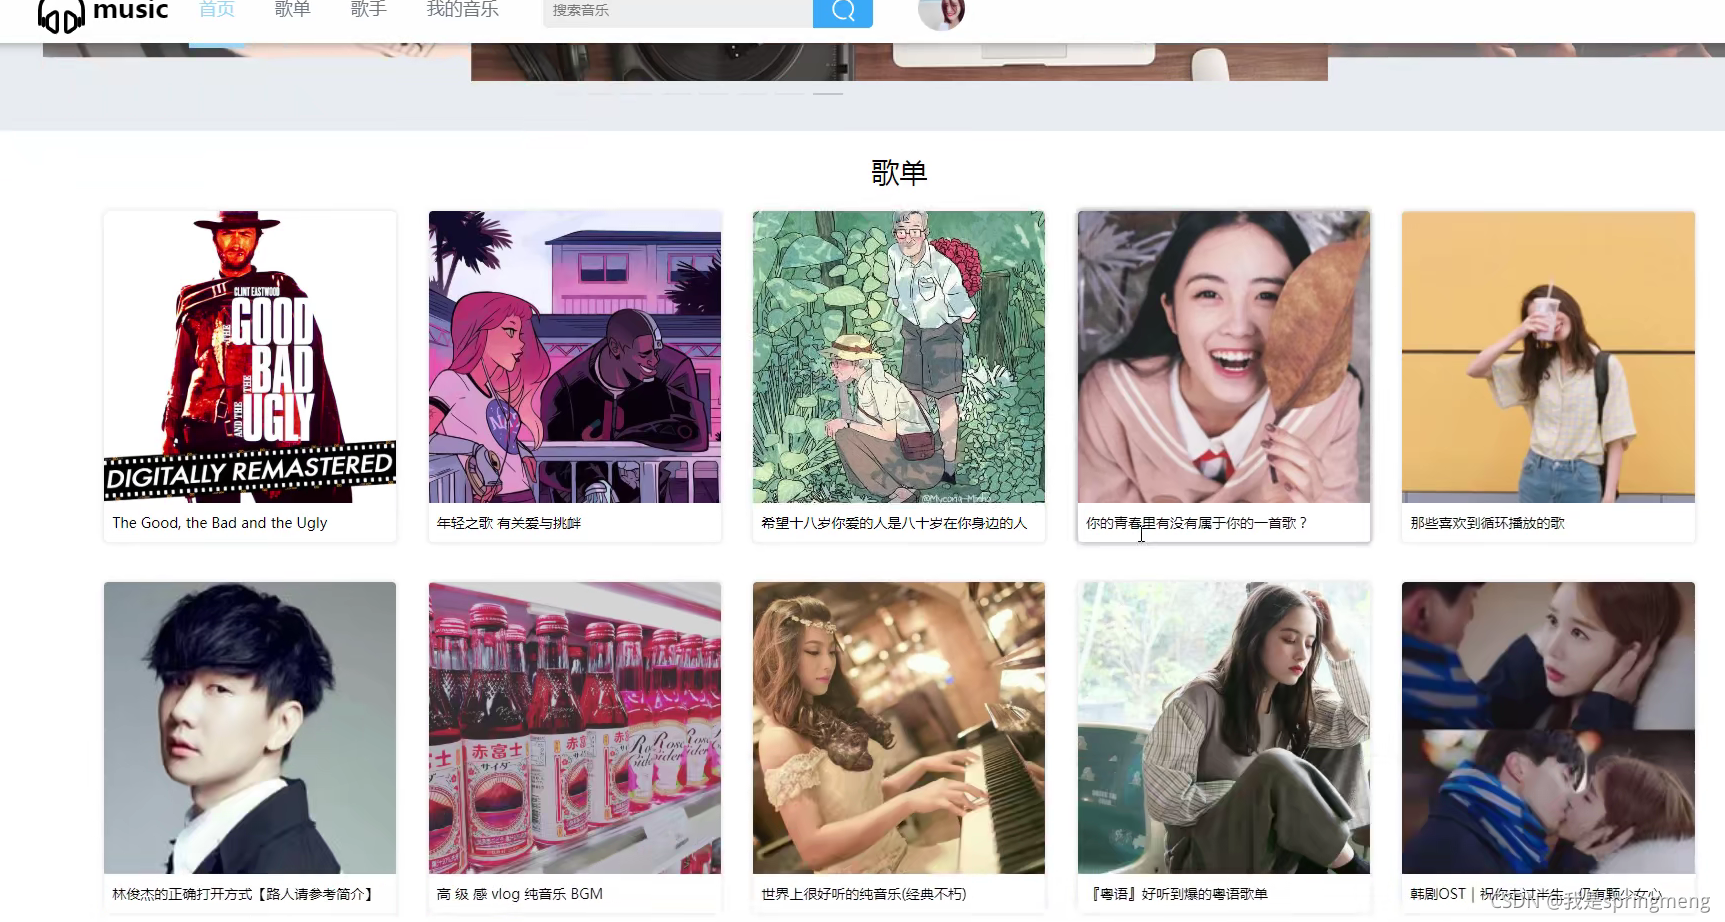 music 首页 歌单 歌手 我的音乐 搜索音乐
歌单
CLINT EASTWOOD
THE GOOD
THE BAD
AND THE UGLY
DIGITALLY REMASTERED
@Myeong-Minho
The Good, the Bad and the Ugly
年轻之歌 有关爱与挑衅
希望十八岁你爱的人是八十岁在你身边的人
你的青春里有没有属于你的一首歌？
那些喜欢到循环播放的歌
赤富士
サイダー
林俊杰的正确打开方式【路人请参考简介】
高 级 感 vlog 纯音乐 BGM
世界上很好听的纯音乐(经典不朽)
『粤语』好听到爆的粤语歌单
韩剧OST｜祝你走过半生，仍有颗少女心
CSDN @我是springmeng